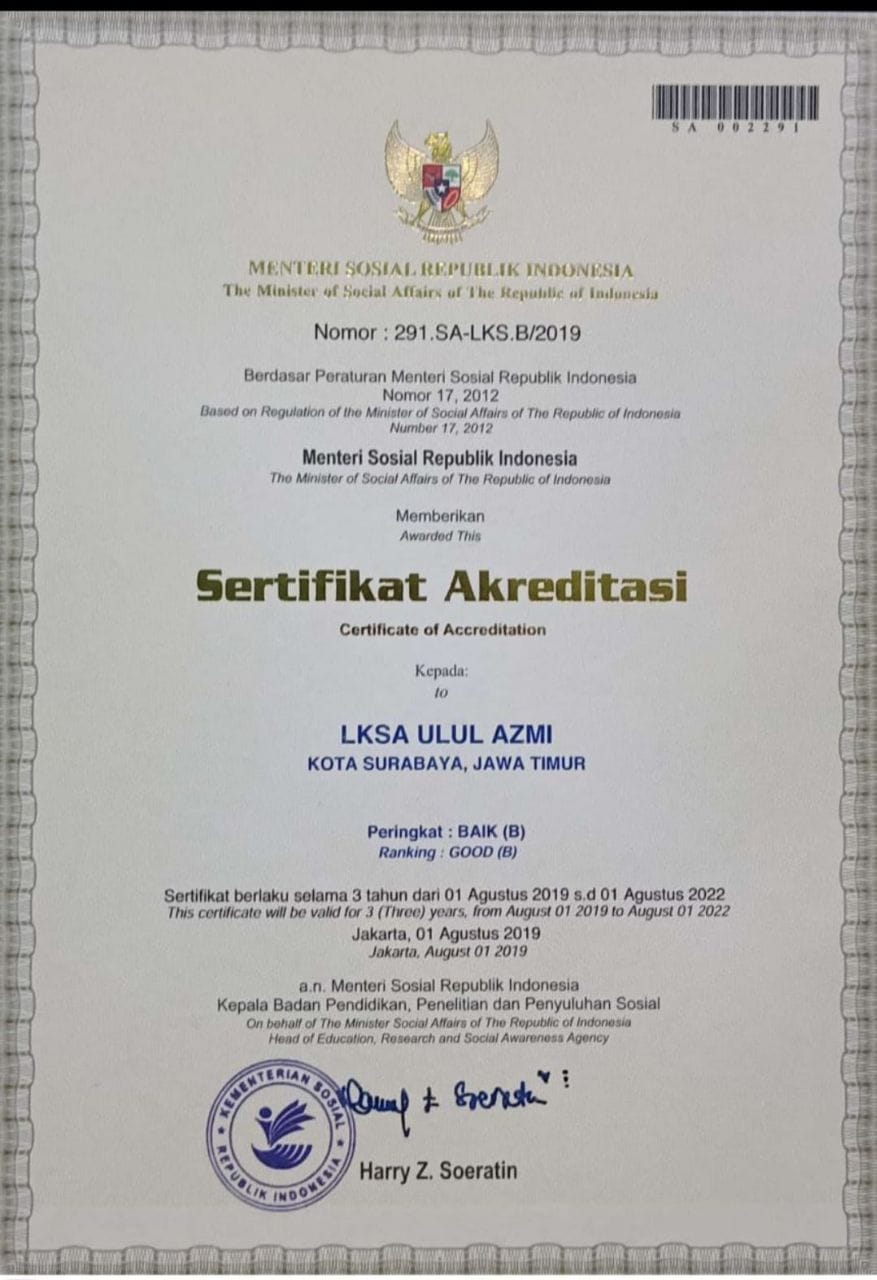 SA 002291
MENTERI SOSIAL REPUBLIK INDONESIA
The Minister of Social Affairs of The Republic of Indonesia
Nomor : 291.SA-LKS.B/2019
Berdasar Peraturan Menteri Sosial Republik Indonesia
Nomor 17, 2012
Based on Regulation of the Minister of Social Affairs of The Republic of Indonesia
Number 17, 2012
Menteri Sosial Republik Indonesia
The Minister of Social Affairs of The Republic of Indonesia
Memberikan
Awarded This
Sertifikat Akreditasi
Certificate of Accreditation
Kepada:
to
LKSA ULUL AZMI
KOTA SURABAYA, JAWA TIMUR
Peringkat : BAIK (B)
Ranking : GOOD (B)
Sertifikat berlaku selama 3 tahun dari 01 Agustus 2019 s.d 01 Agustus 2022
This certificate will be valid for 3 (Three) years, from August 01 2019 to August 01 2022
Jakarta, 01 Agustus 2019
Jakarta, August 01 2019
a.n. Menteri Sosial Republik Indonesia
Kepala Badan Pendidikan, Penelitian dan Penyuluhan Sosial
On behalf of The Minister Social Affairs of The Republic of Indonesia
Head of Education, Research and Social Awareness Agency
KEMENTERIAN SOSIAL
REPUBLIK INDONESIA
Harry Z. Soeratin